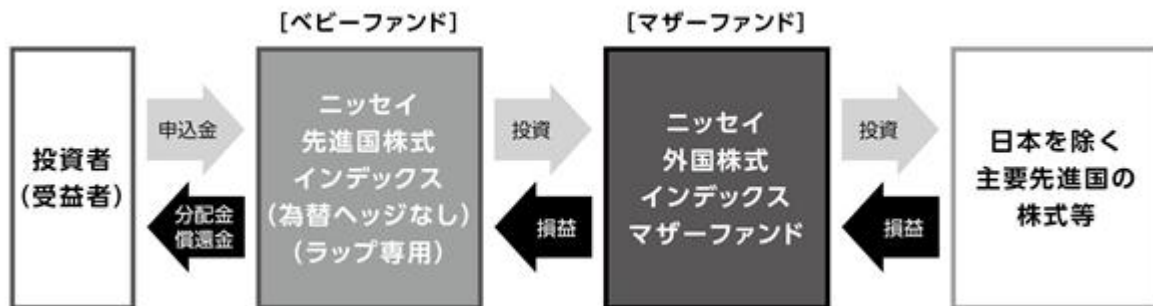 [ベビーファンド]
[マザーファンド]
投資者
(受益者)
申込金
分配金
償還金
ニッセイ
先進国株式
インデックス
(為替ヘッジなし)
(ラップ専用)
投資
損益
ニッセイ
外国株式
インデックス
マザーファンド
投資
損益
日本を除く
主要先進国の
株式等